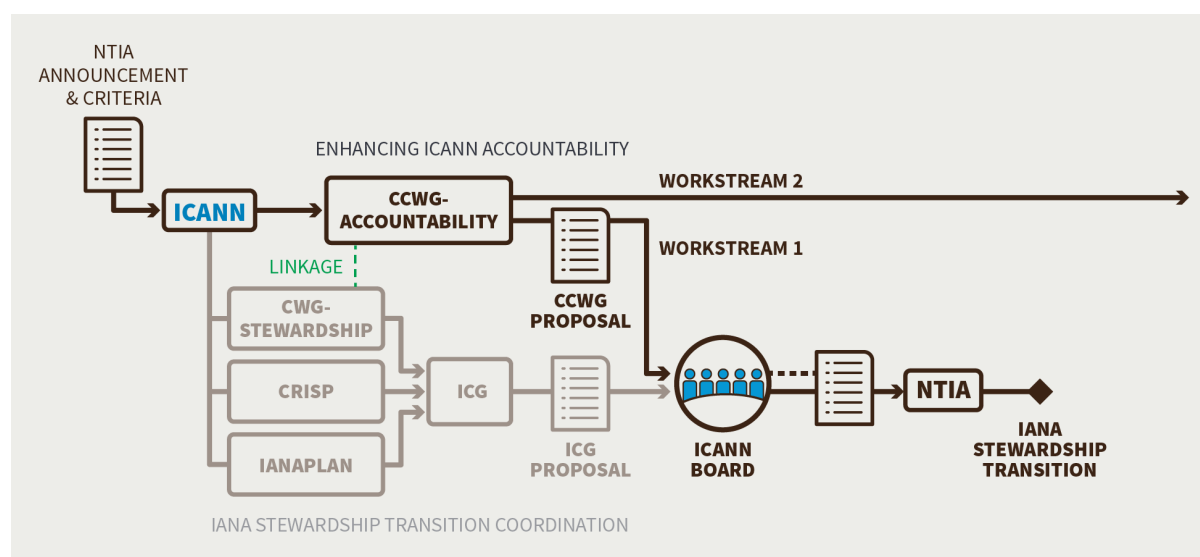 NTIA
ANNOUNCEMENT
& CRITERIA
ENHANCING ICANN ACCOUNTABILITY
ICANN
CCWG-
ACCOUNTABILITY
WORKSTREAM 2
WORKSTREAM 1
LINKAGE
CCWG
PROPOSAL
CWG-
STEWARDSHIP
CRISP
IANAPLAN
ICG
ICG
PROPOSAL
ICANN
BOARD
NTIA
IANA
STEWARDSHIP
TRANSITION
IANA STEWARDSHIP TRANSITION COORDINATION